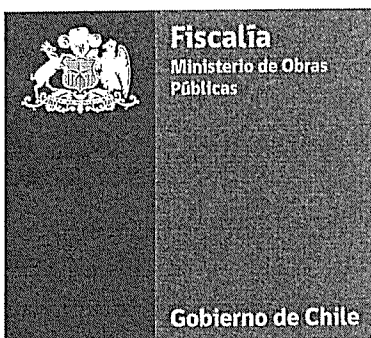 Fiscalía
Ministerio de Obras
Públicas
Gobierno de Chile